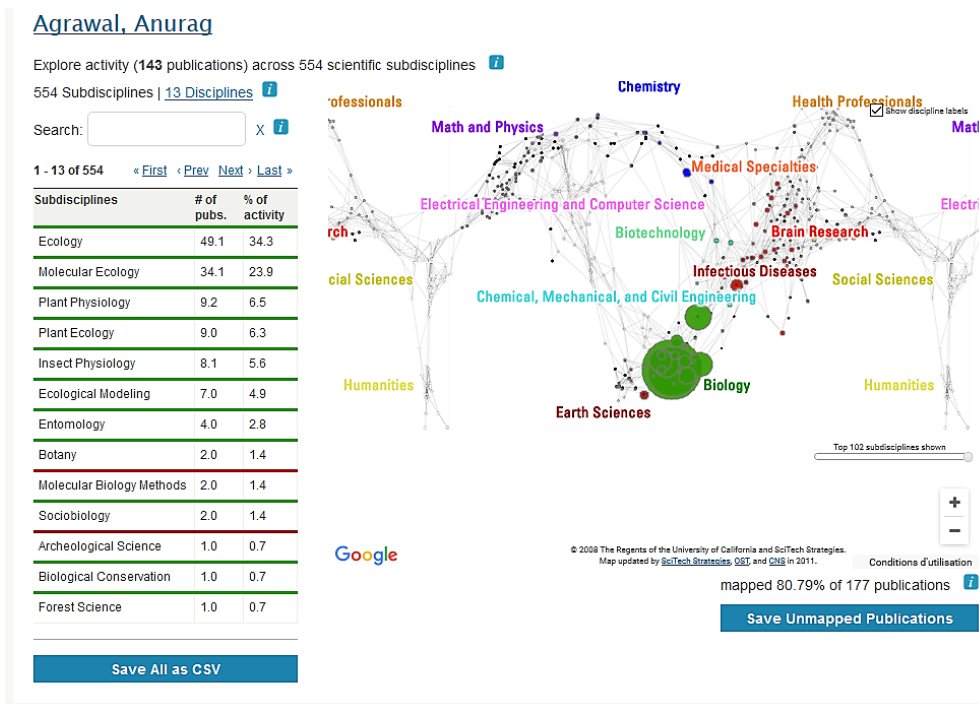 Agrawal, Anurag
Explore activity (143 publications) across 554 scientific subdisciplines i
554 Subdisciplines | 13 Disciplines i
Search: X i
1 - 13 of 554 « First ‹ Prev Next › Last »
Subdisciplines # of pubs. % of activity
Ecology 49.1 34.3
Molecular Ecology 34.1 23.9
Plant Physiology 9.2 6.5
Plant Ecology 9.0 6.3
Insect Physiology 8.1 5.6
Ecological Modeling 7.0 4.9
Entomology 4.0 2.8
Botany 2.0 1.4
Molecular Biology Methods 2.0 1.4
Sociobiology 2.0 1.4
Archeological Science 1.0 0.7
Biological Conservation 1.0 0.7
Forest Science 1.0 0.7
Save All as CSV
Chemistry
rofessionals
Health Professionals
Show discipline labels
Math and Physics
Mat
Medical Specialties
Electrical Engineering and Computer Science
Electri
rch
Biotechnology
Brain Research
cial Sciences
Infectious Diseases
Social Sciences
Chemical, Mechanical, and Civil Engineering
Humanities
Biology
Humanities
Earth Sciences
Top 102 subdisciplines shown
+
−
Google
© 2008 The Regents of the University of California and SciTech Strategies.
Map updated by SciTech Strategies, OST, and CNS in 2011.
Conditions d'utilisation
mapped 80.79% of 177 publications i
Save Unmapped Publications